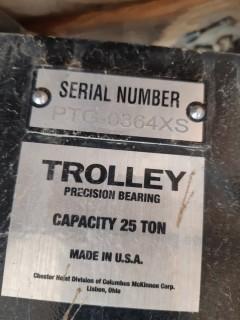 SERIAL NUMBER
PTG-0364XS
TROLLEY
PRECISION BEARING
CAPACITY 25 TON
MADE IN U.S.A.
Chester Hoist Division of Columbus McKinnon Corp.
Lisbon, Ohio